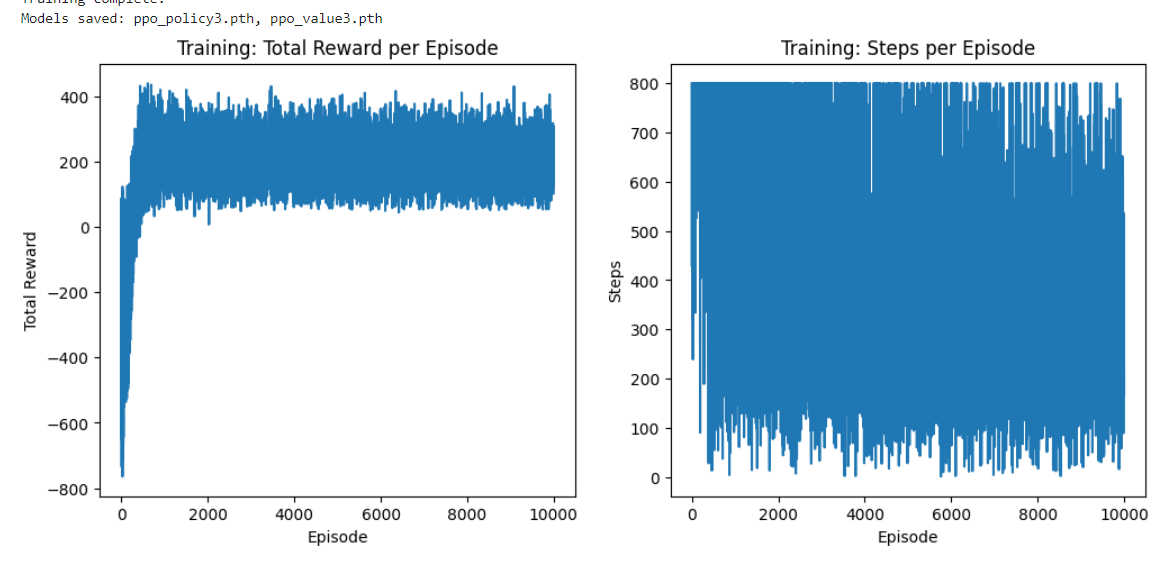 Training complete.
Models saved: ppo_policy3.pth, ppo_value3.pth
Training: Total Reward per Episode
Total Reward
400
200
0
−200
−400
−600
−800
0 2000 4000 6000 8000 10000
Episode
Training: Steps per Episode
Steps
800
700
600
500
400
300
200
100
0
0 2000 4000 6000 8000 10000
Episode